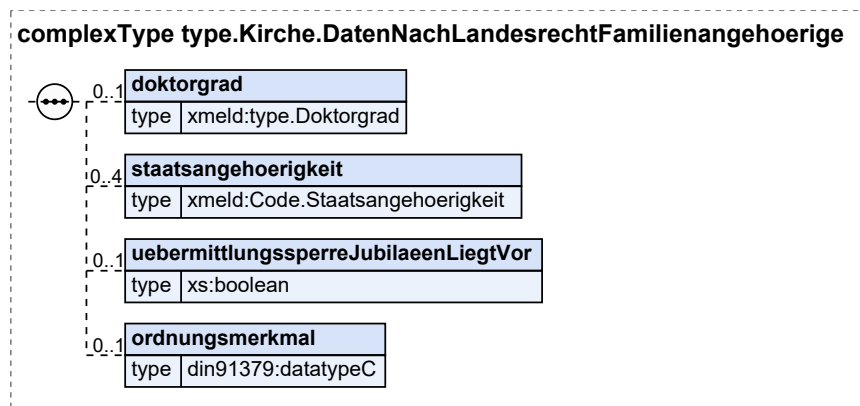 complexType type.Kirche.DatenNachLandesrechtFamilienangehoerige
0..1 doktorgrad
type xmeld:type.Doktorgrad
0..4 staatsangehoerigkeit
type xmeld:Code.Staatsangehoerigkeit
0..1 uebermittlungssperreJubilaeenLiegtVor
type xs:boolean
0..1 ordnungsmerkmal
type din91379:datatypeC